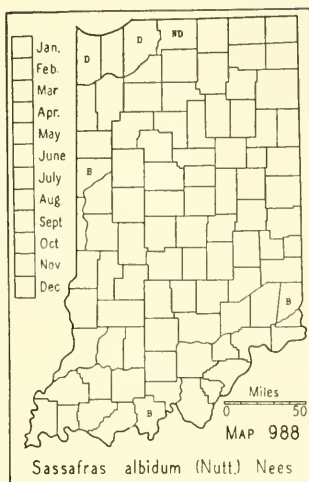 D D ND
Jan.
Feb.
Mar
Apr.
May
June
July
Aug
Sept
Oct
Nov
Dec
B
B
B
Miles
0 50
MAP 988
Sassafras albidum (Nutt.) Nees